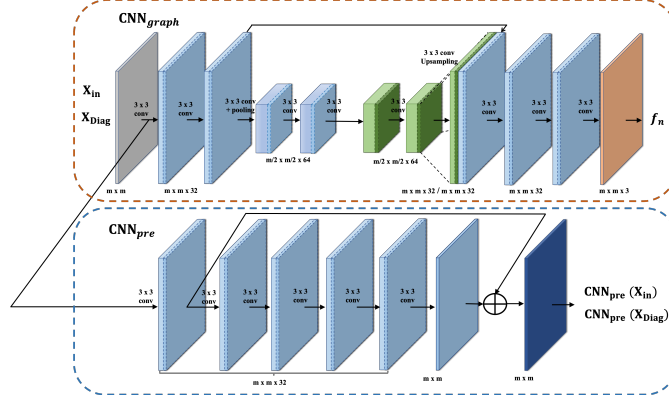 CNN_graph
X_in
X_Diag
3 x 3
conv
3 x 3
conv
3 x 3 conv
+ pooling
3 x 3
conv
3 x 3
conv
3 x 3
conv
3 x 3 conv
Upsampling
3 x 3
conv
3 x 3
conv
3 x 3
conv
f_n
m x m
m x m x 32
m/2 x m/2 x 64
m/2 x m/2 x 64
m x m x 32 / m x m x 32
m x m x 32
m x m x 3
CNN_pre
3 x 3
conv
3 x 3
conv
3 x 3
conv
3 x 3
conv
3 x 3
conv
3 x 3
conv
CNN_pre (X_in)
CNN_pre (X_Diag)
m x m x 32
m x m
m x m